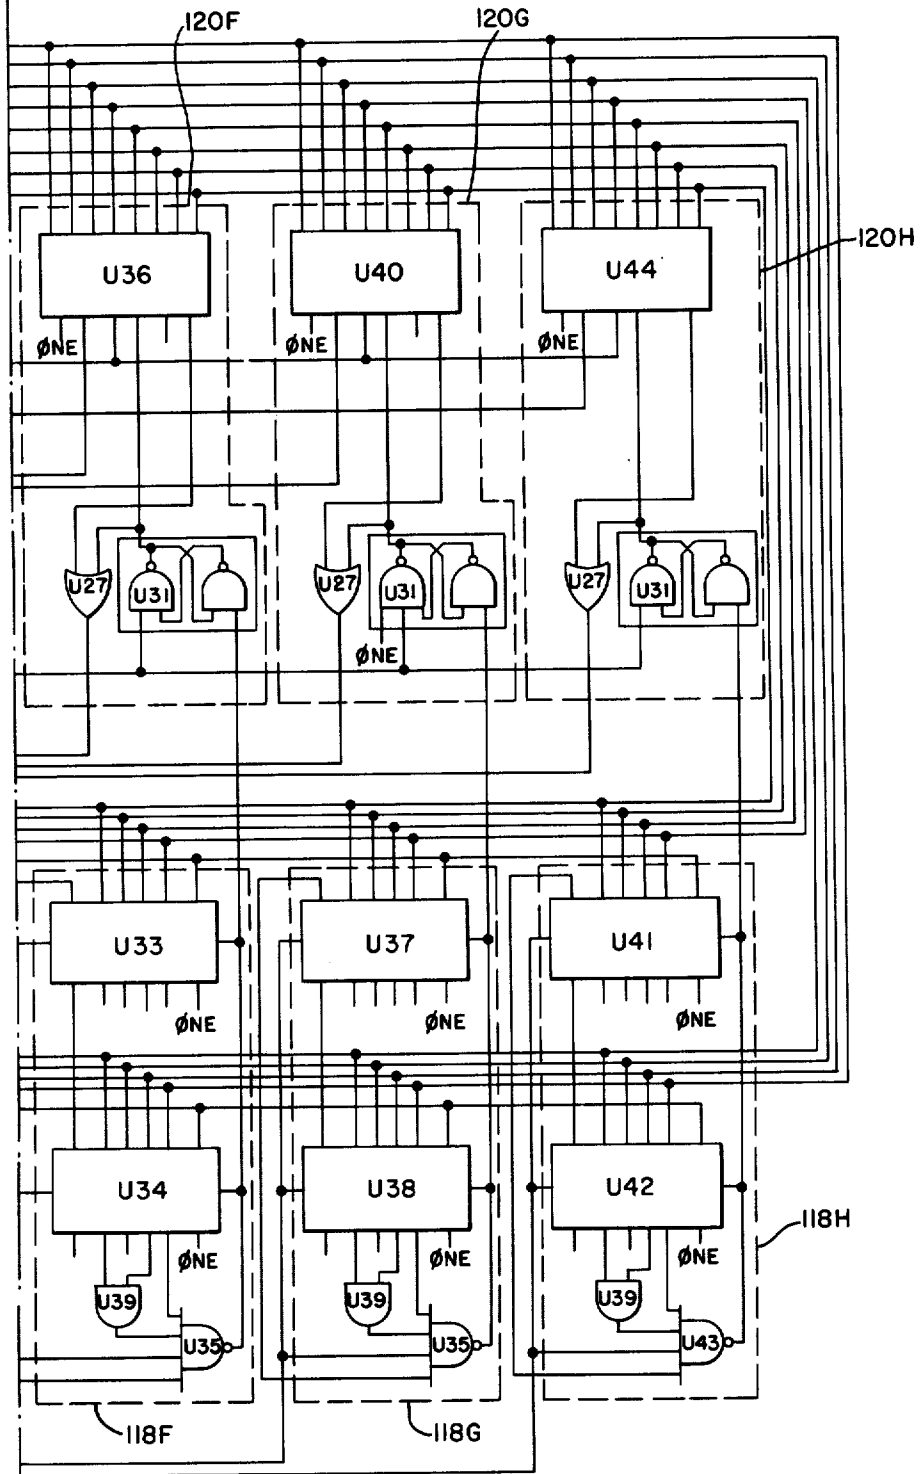 120F
120G
120H
U36
U40
U44
ØNE
ØNE
ØNE
U27
U31
U27
U31
U27
U31
ØNE
U33
U37
U41
ØNE
ØNE
ØNE
U34
U38
U42
118H
ØNE
ØNE
ØNE
U39
U39
U39
U35
U35
U43
118F
118G